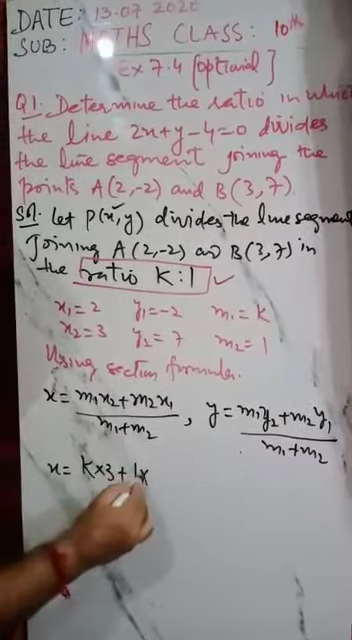 DATE: 13.07 2020
SUB: MATHS CLASS: 10th
Ex 7.4 [optional]
Q1. Determine the ratio in which
the line 2x+y-4=0 divides
the line segment joining the
points A(2,-2) and B(3,7).
Sol. Let P(x,y) divides the line segment
Joining A(2,-2) and B(3,7) in
the ratio K:1
x₁=2 y₁=-2 m₁=K
x₂=3 y₂=7 m₂=1
Using section formula.
x = m₁x₂+m₂x₁ / m₁+m₂ , y = m₁y₂+m₂y₁ / m₁+m₂
x = K×3+1×